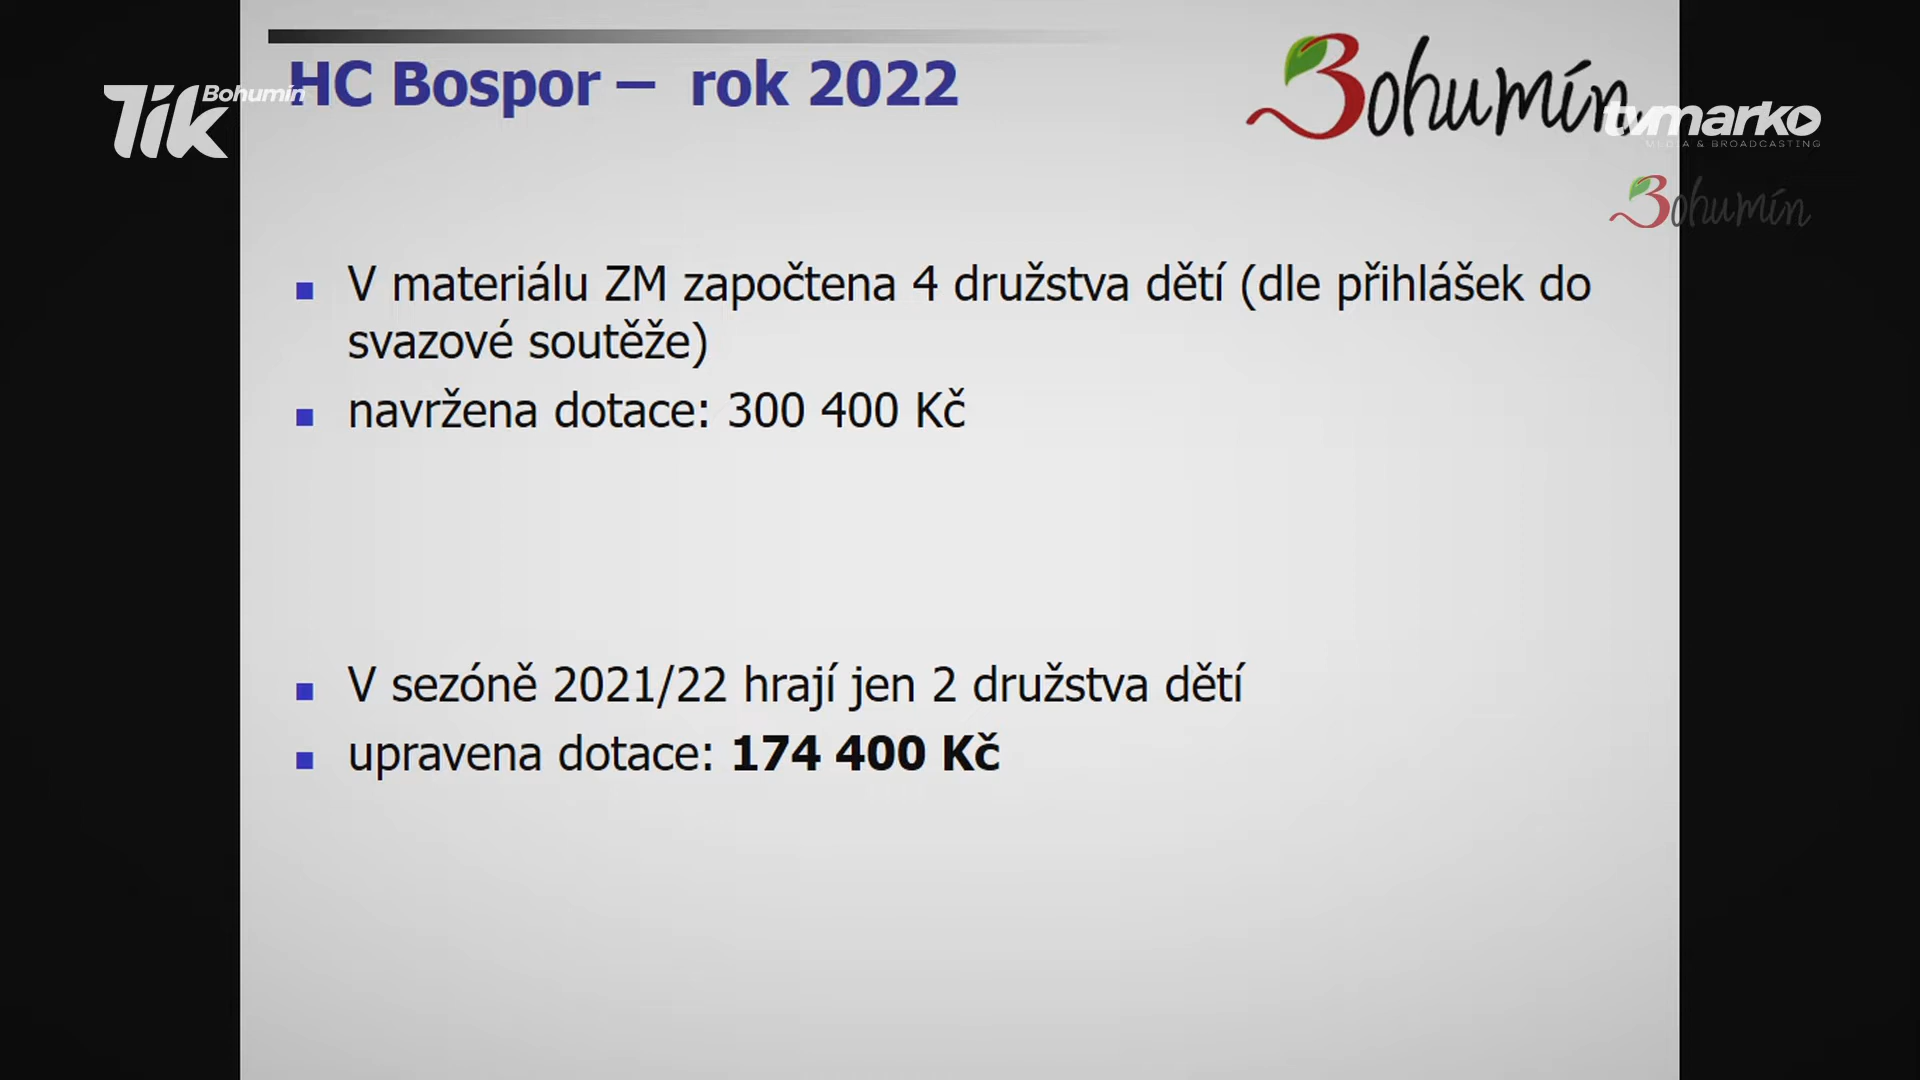 HC Bospor – rok 2022
Bohumín
Tik Bohumín
tvmarko
MEDIA & BROADCASTING
Bohumín
V materiálu ZM započtena 4 družstva dětí (dle přihlášek do
svazové soutěže)
navržena dotace: 300 400 Kč
V sezóně 2021/22 hrají jen 2 družstva dětí
upravena dotace: 174 400 Kč